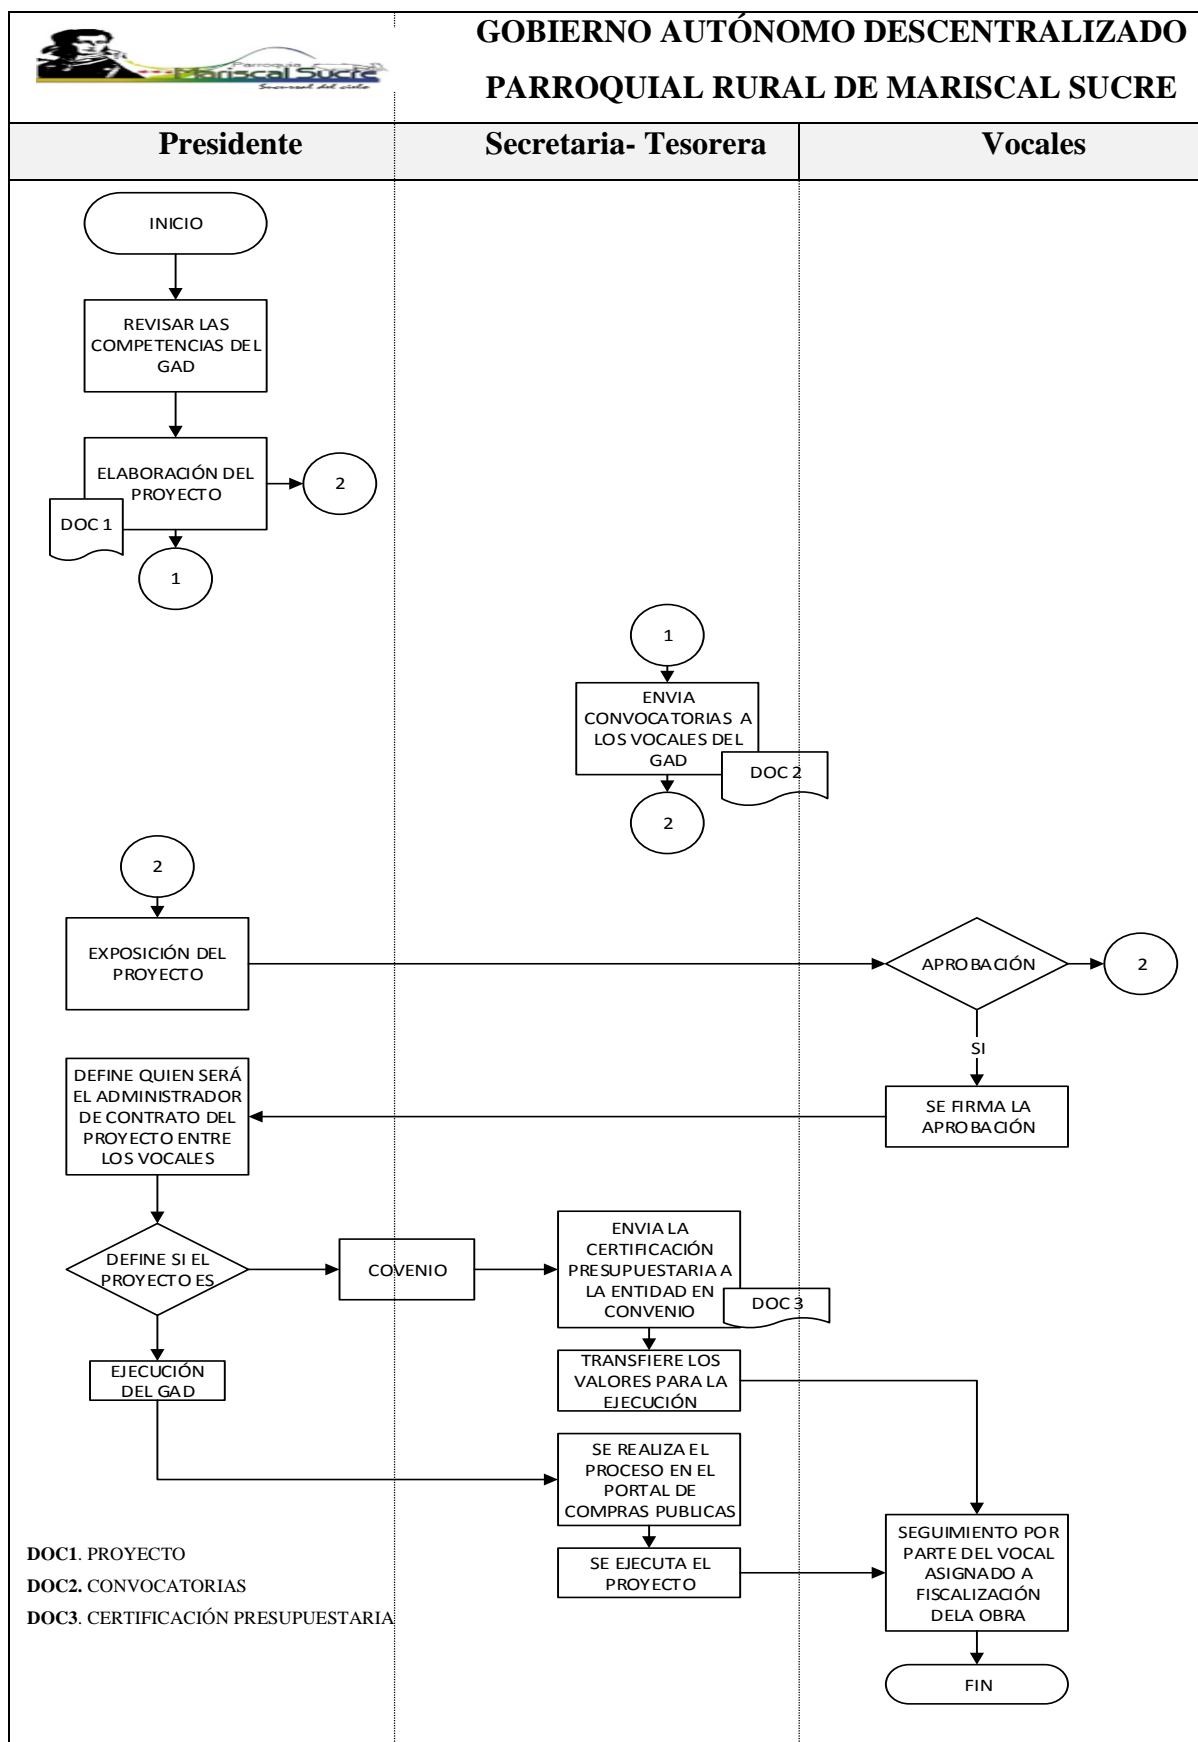 Parroquia
Mariscal Sucre
Sucursal del cielo
GOBIERNO AUTÓNOMO DESCENTRALIZADO
PARROQUIAL RURAL DE MARISCAL SUCRE
Presidente
Secretaria- Tesorera
Vocales
INICIO
REVISAR LAS
COMPETENCIAS DEL
GAD
ELABORACIÓN DEL
PROYECTO
2
DOC 1
1
1
ENVIA
CONVOCATORIAS A
LOS VOCALES DEL
GAD
DOC 2
2
2
EXPOSICIÓN DEL
PROYECTO
APROBACIÓN
2
SI
DEFINE QUIEN SERÁ
EL ADMINISTRADOR
DE CONTRATO DEL
PROYECTO ENTRE
LOS VOCALES
SE FIRMA LA
APROBACIÓN
DEFINE SI EL
PROYECTO ES
COVENIO
ENVIA LA
CERTIFICACIÓN
PRESUPUESTARIA A
LA ENTIDAD EN
CONVENIO
DOC 3
EJECUCIÓN
DEL GAD
TRANSFIERE LOS
VALORES PARA LA
EJECUCIÓN
SE REALIZA EL
PROCESO EN EL
PORTAL DE
COMPRAS PUBLICAS
SE EJECUTA EL
PROYECTO
SEGUIMIENTO POR
PARTE DEL VOCAL
ASIGNADO A
FISCALIZACIÓN
DELA OBRA
FIN
DOC1. PROYECTO
DOC2. CONVOCATORIAS
DOC3. CERTIFICACIÓN PRESUPUESTARIA